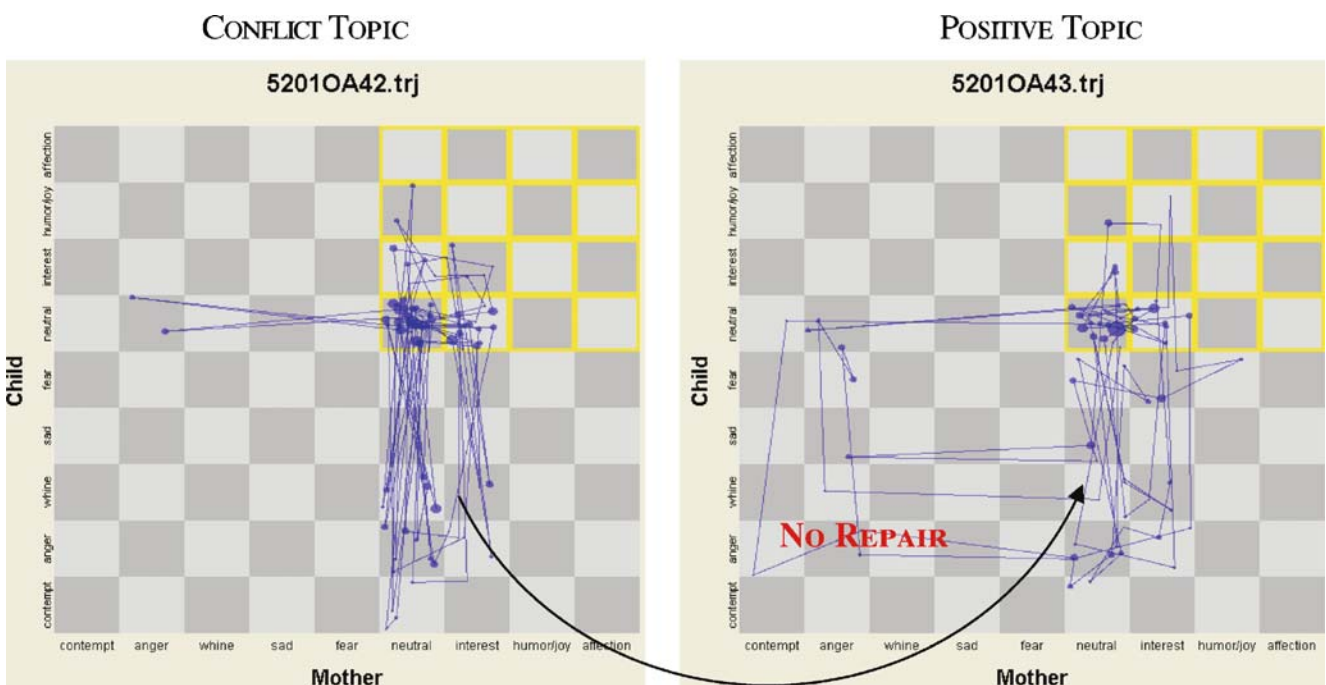 CONFLICT TOPIC
POSITIVE TOPIC
5201OA42.trj
5201OA43.trj
Child
affection
humor/joy
interest
neutral
fear
sad
whine
anger
contempt
contempt anger whine sad fear neutral interest humor/joy affection
Mother
Child
affection
humor/joy
interest
neutral
fear
sad
whine
anger
contempt
NO REPAIR
contempt anger whine sad fear neutral interest humor/joy affection
Mother